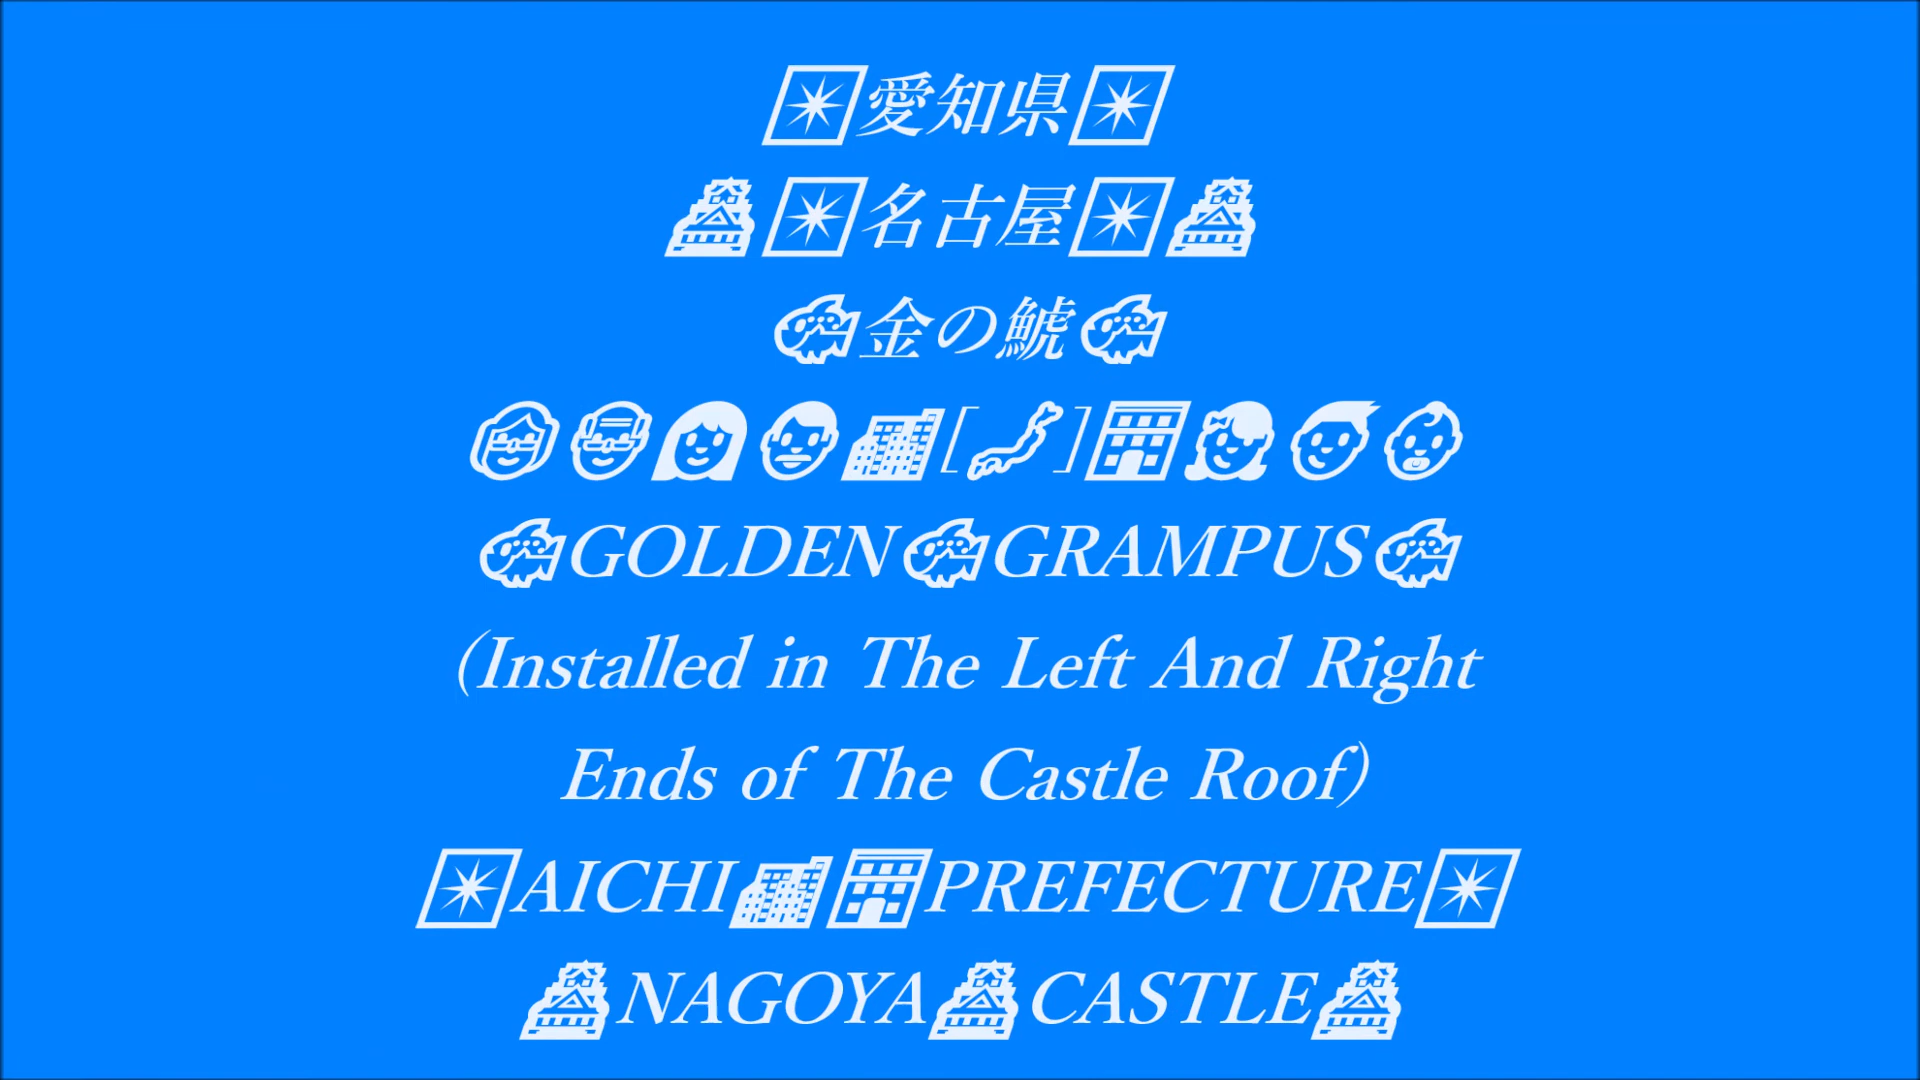 愛知県
名古屋
金の鯱
[ ]
GOLDEN GRAMPUS
(Installed in The Left And Right
Ends of The Castle Roof)
AICHI PREFECTURE
NAGOYA CASTLE